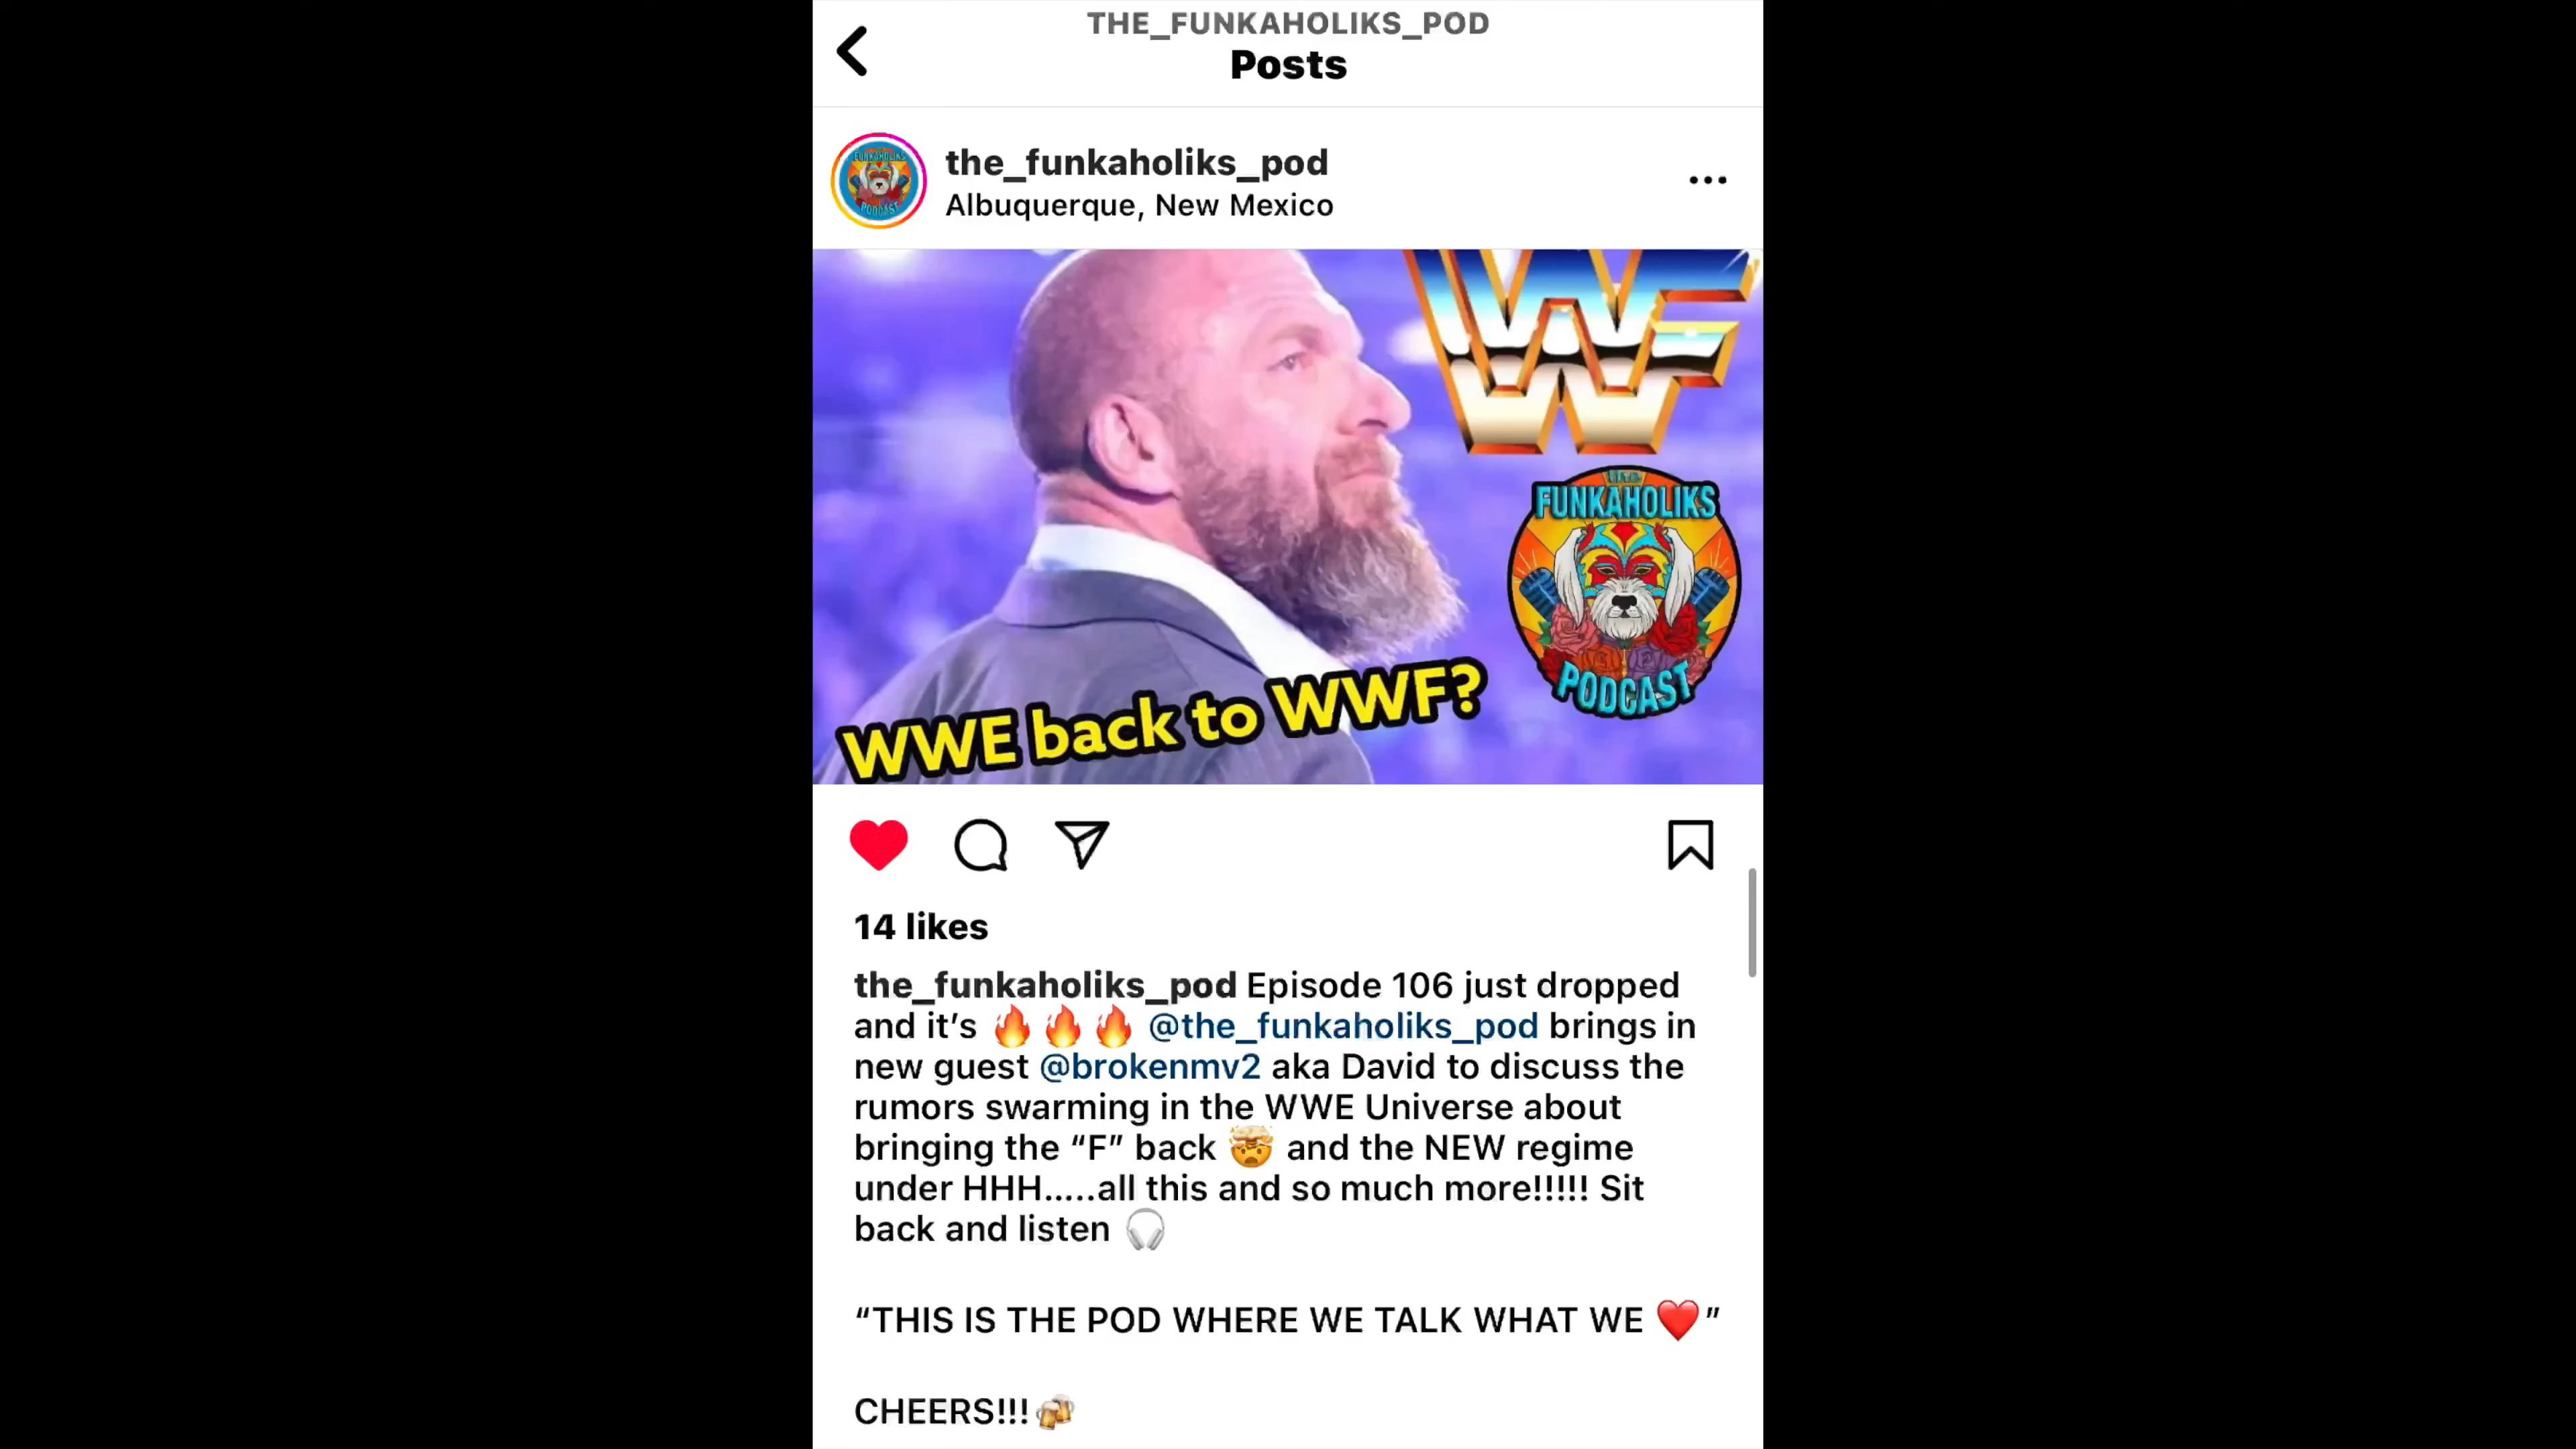 THE_FUNKAHOLIKS_POD
Posts
FUNKAHOLIKS
PODCAST
the_funkaholiks_pod
Albuquerque, New Mexico
WWF
THE
FUNKAHOLIKS
PODCAST
WWE back to WWF?
14 likes
the_funkaholiks_pod Episode 106 just dropped
and it’s 🔥🔥🔥 @the_funkaholiks_pod brings in
new guest @brokenmv2 aka David to discuss the
rumors swarming in the WWE Universe about
bringing the “F” back 🤯 and the NEW regime
under HHH.....all this and so much more!!!!! Sit
back and listen 🎧
“THIS IS THE POD WHERE WE TALK WHAT WE ❤️”
CHEERS!!!🍻